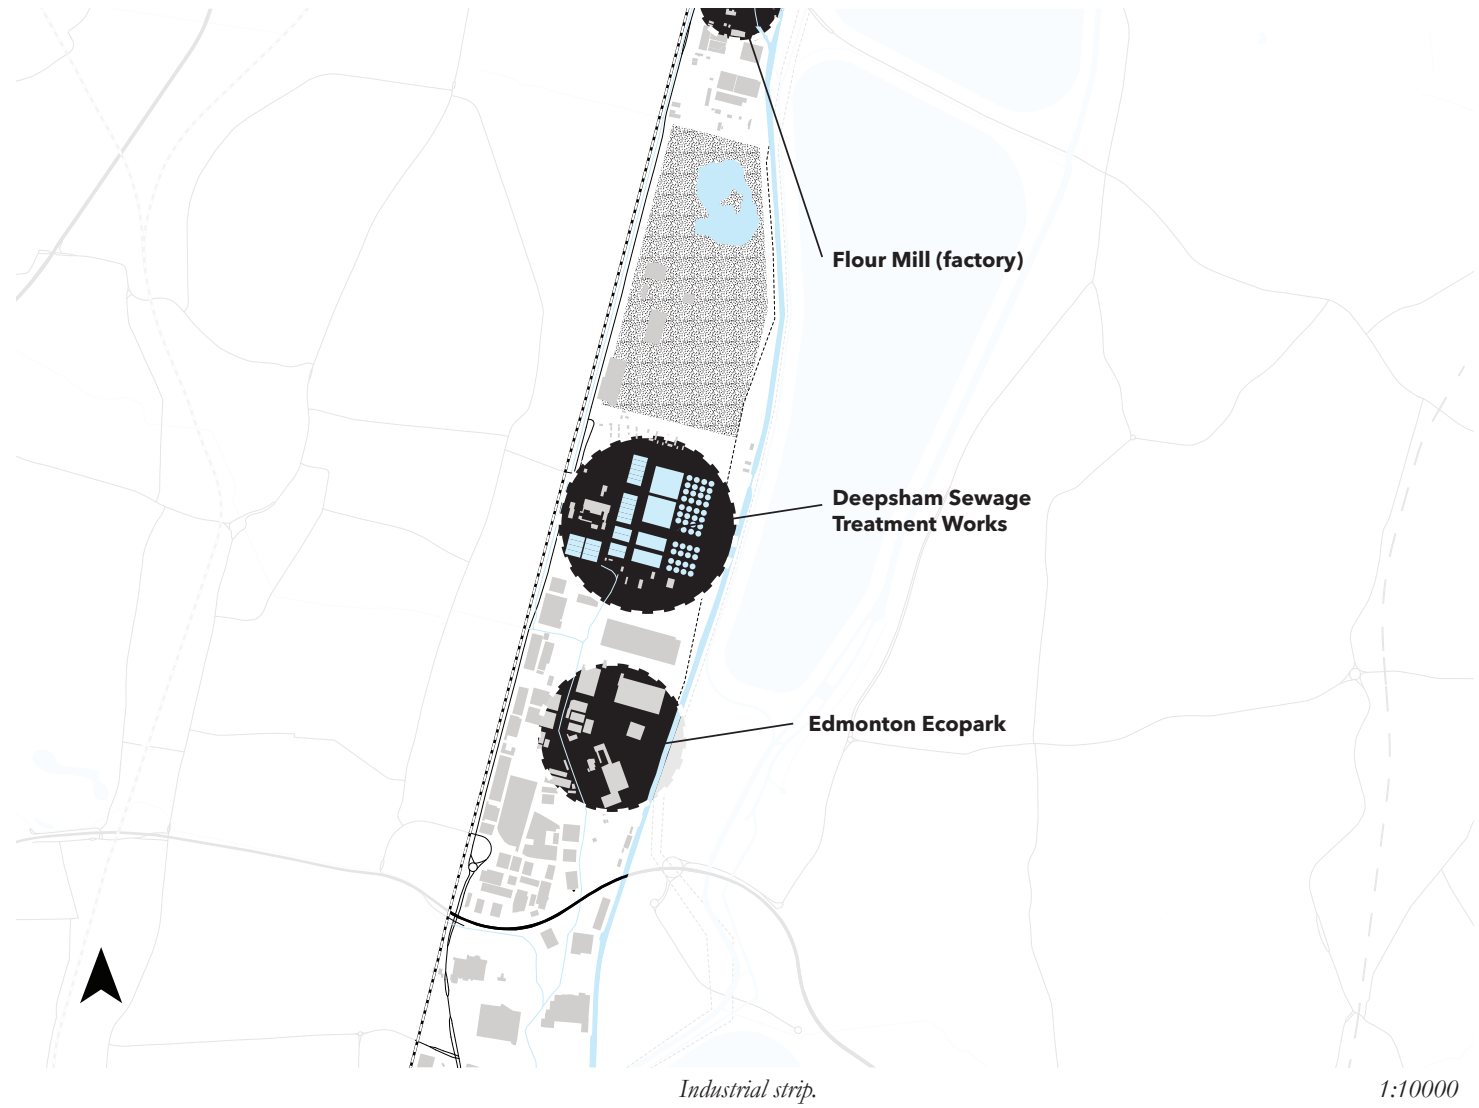 Flour Mill (factory)
Deepsham Sewage
Treatment Works
Edmonton Ecopark
Industrial strip.
1:10000